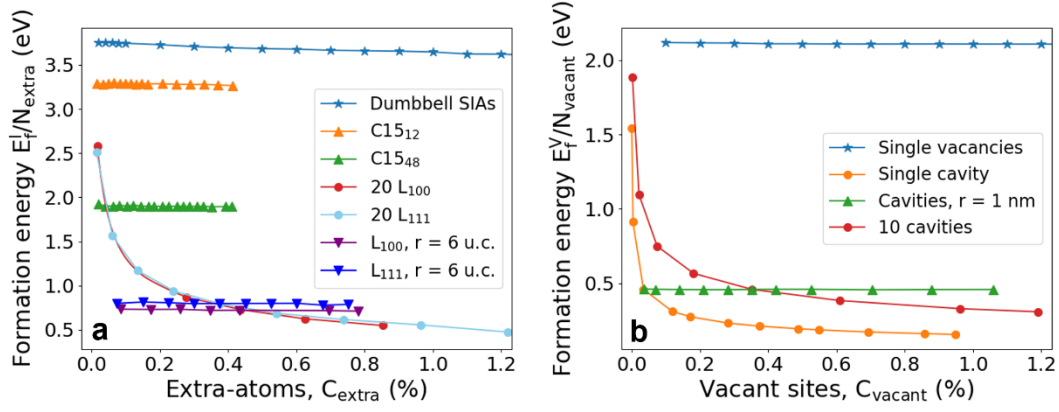 Formation energy E_f^I/N_extra (eV)
3.5
3.0
2.5
2.0
1.5
1.0
0.5
0.0 0.2 0.4 0.6 0.8 1.0 1.2
Extra-atoms, C_extra (%)
a
Dumbbell SIAs
C15_12
C15_48
20 L_100
20 L_111
L_100, r = 6 u.c.
L_111, r = 6 u.c.
Formation energy E_f^V/N_vacant (eV)
2.0
1.5
1.0
0.5
0.0 0.2 0.4 0.6 0.8 1.0 1.2
Vacant sites, C_vacant (%)
b
Single vacancies
Single cavity
Cavities, r = 1 nm
10 cavities